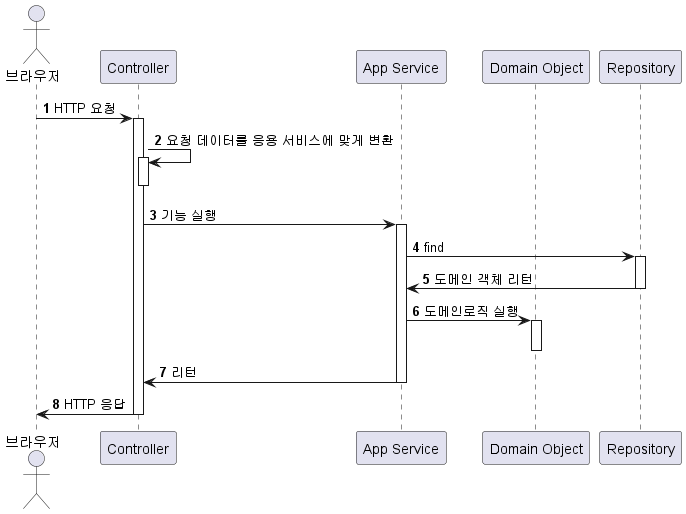 브라우저
Controller
App Service
Domain Object
Repository
1 HTTP 요청
2 요청 데이터를 응용 서비스에 맞게 변환
3 기능 실행
4 find
5 도메인 객체 리턴
6 도메인로직 실행
7 리턴
8 HTTP 응답
브라우저
Controller
App Service
Domain Object
Repository